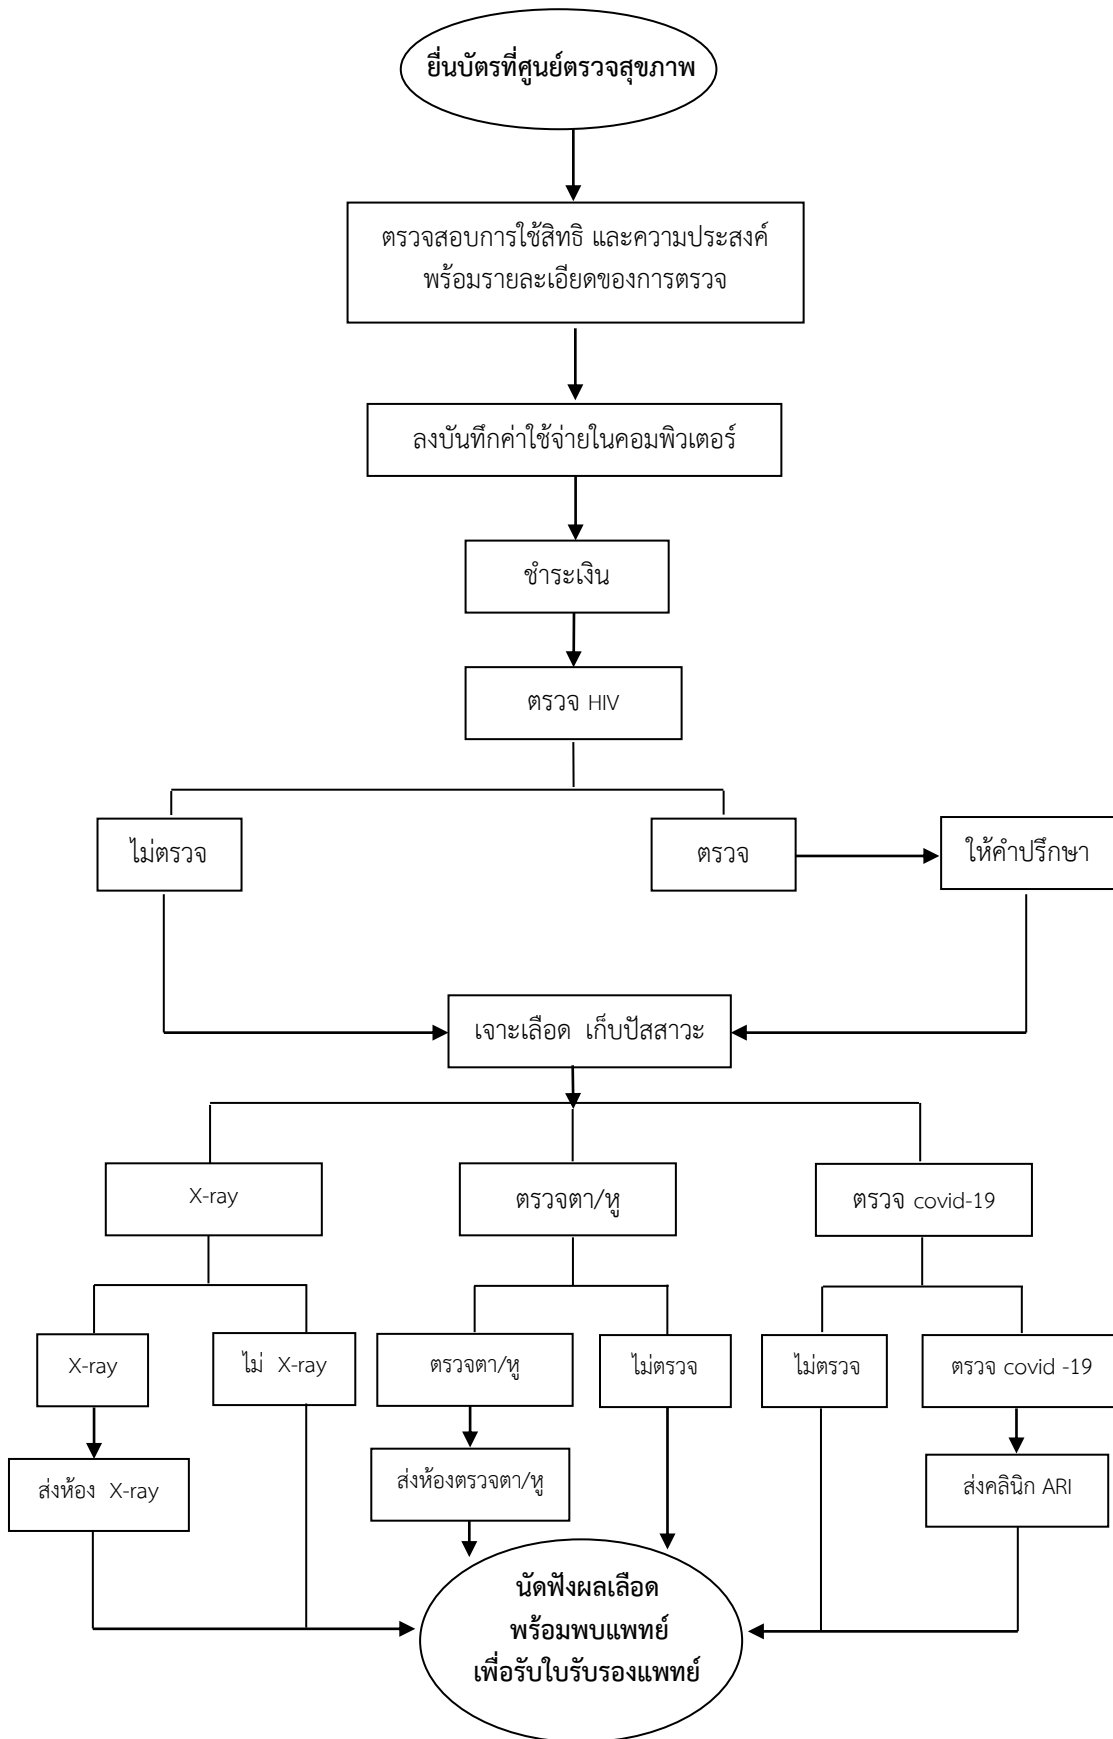 ยื่นบัตรที่ศูนย์ตรวจสุขภาพ
ตรวจสอบการใช้สิทธิ และความประสงค์
พร้อมรายละเอียดของการตรวจ
ลงบันทึกค่าใช้จ่ายในคอมพิวเตอร์
ชำระเงิน
ตรวจ HIV
ไม่ตรวจ
ตรวจ
ให้คำปรึกษา
เจาะเลือด เก็บปัสสาวะ
X-ray
ตรวจตา/หู
ตรวจ covid-19
X-ray
ไม่ X-ray
ตรวจตา/หู
ไม่ตรวจ
ไม่ตรวจ
ตรวจ covid -19
ส่งห้อง X-ray
ส่งห้องตรวจตา/หู
ส่งคลินิก ARI
นัดฟังผลเลือด
พร้อมพบแพทย์
เพื่อรับใบรับรองแพทย์